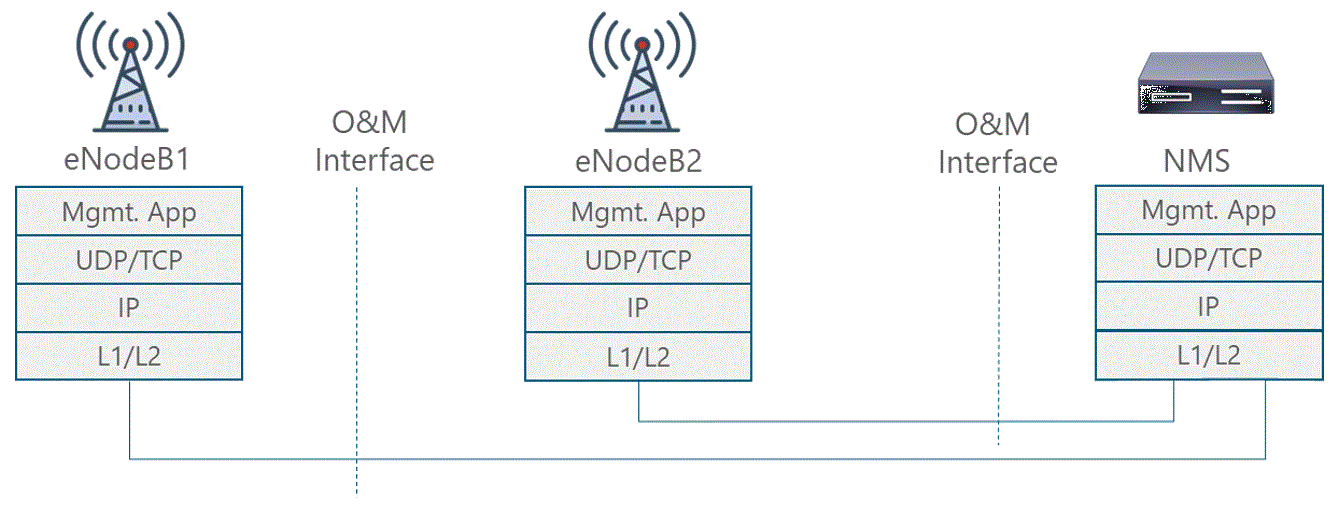 O&M
Interface
O&M
Interface
eNodeB1
eNodeB2
NMS
Mgmt. App
UDP/TCP
IP
L1/L2
Mgmt. App
UDP/TCP
IP
L1/L2
Mgmt. App
UDP/TCP
IP
L1/L2